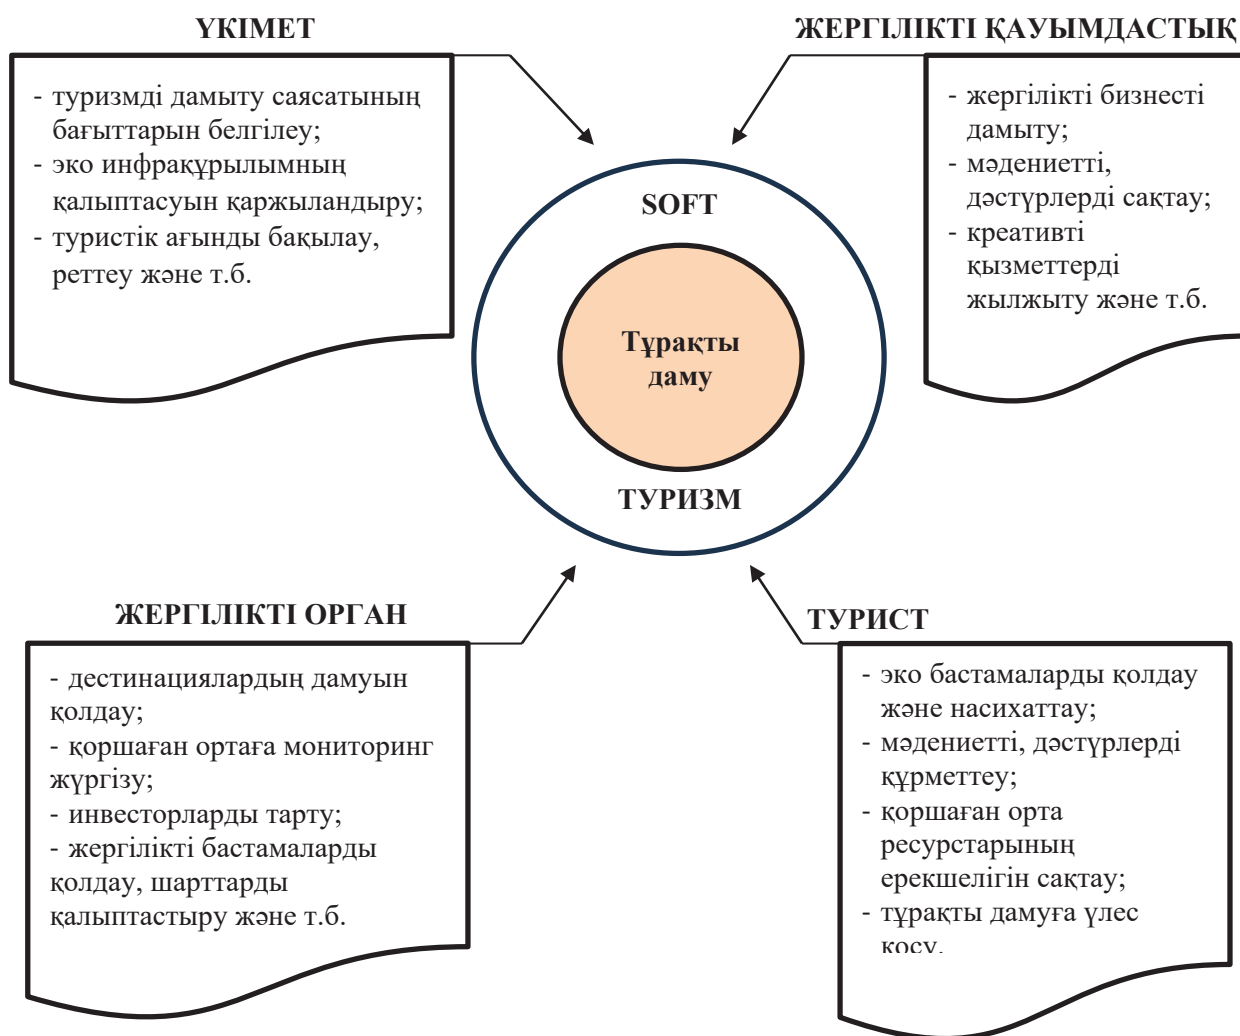 ҮКІМЕТ
- туризмді дамыту саясатының
бағыттарын белгілеу;
- эко инфрақұрылымның
қалыптасуын қаржыландыру;
- туристік ағынды бақылау,
реттеу және т.б.
ЖЕРГІЛІКТІ ҚАУЫМДАСТЫҚ
- жергілікті бизнесті
дамыту;
- мәдениетті,
дәстүрлерді сақтау;
- креативті
қызметтерді
жылжыту және т.б.
SOFT
Тұрақты
даму
ТУРИЗМ
ЖЕРГІЛІКТІ ОРГАН
- дестинациялардың дамуын
қолдау;
- қоршаған ортаға мониторинг
жүргізу;
- инвесторларды тарту;
- жергілікті бастамаларды
қолдау, шарттарды
қалыптастыру және т.б.
ТУРИСТ
- эко бастамаларды қолдау
және насихаттау;
- мәдениетті, дәстүрлерді
құрметтеу;
- қоршаған орта
ресурстарының
ерекшелігін сақтау;
- тұрақты дамуға үлес
қосу.